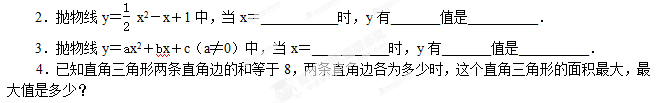 2．抛物线 y=1/2 x²－x＋1 中，当 x=__________时，y 有______值是__________．
3．抛物线 y=ax²＋bx＋c（a≠0）中，当 x=__________时，y 有______值是__________．
4．已知直角三角形两条直角边的和等于 8，两条直角边各为多少时，这个直角三角形的面积最大，最
大值是多少？